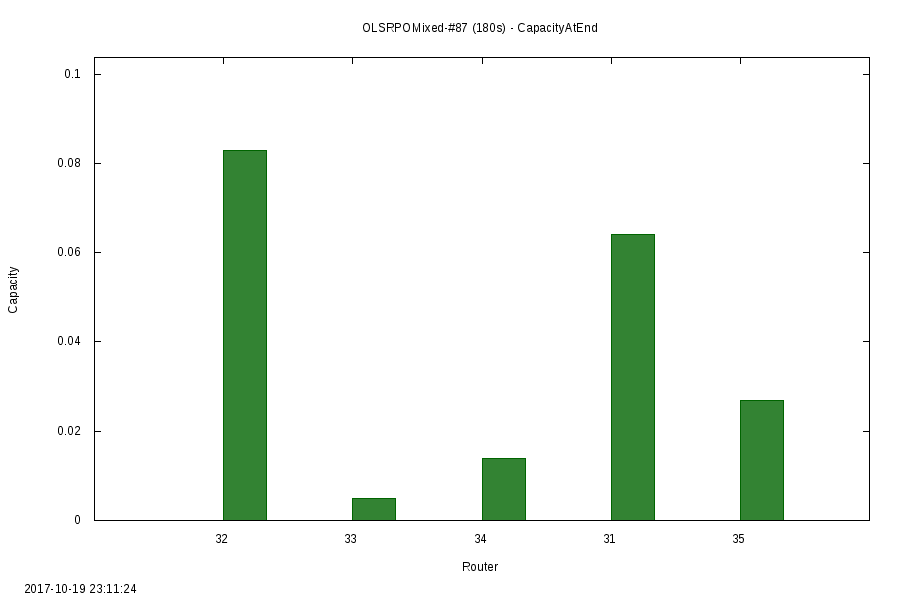 OLSRPOMixed-#87 (180s) - CapacityAtEnd
0.1
0.08
0.06
0.04
0.02
0
Capacity
32 33 34 31 35
Router
2017-10-19 23:11:24